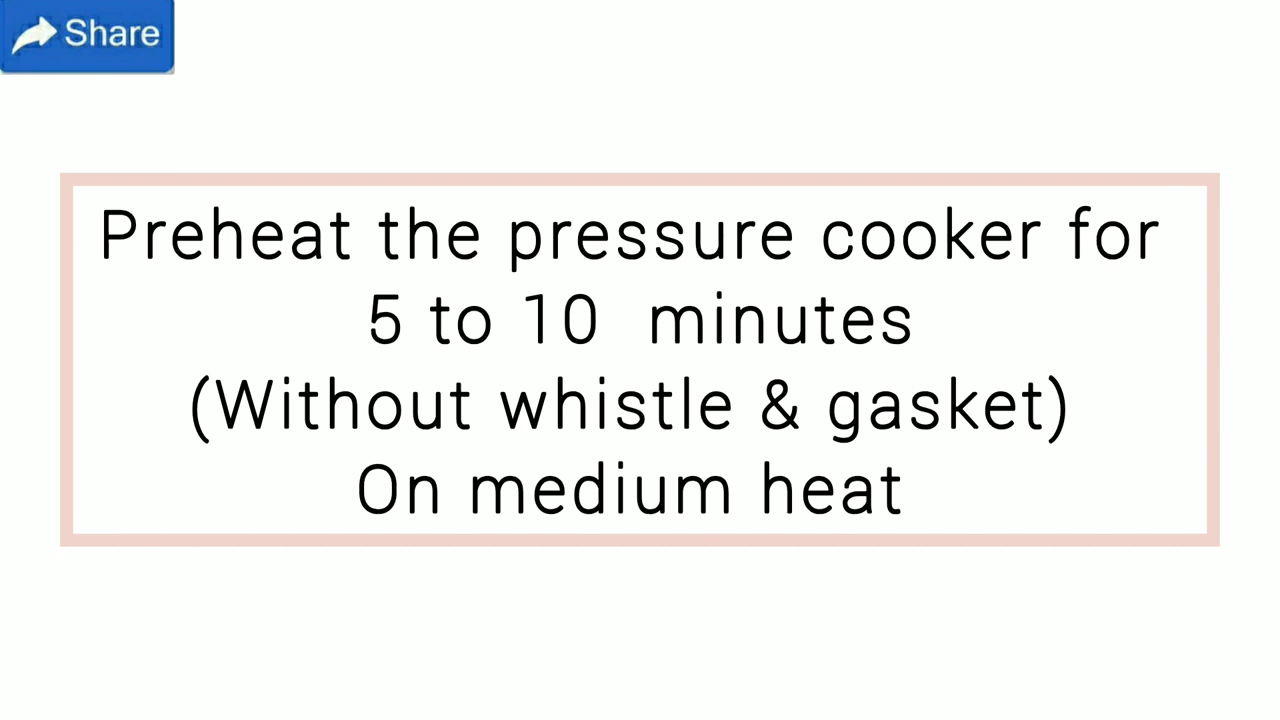 Share
Preheat the pressure cooker for
5 to 10 minutes
(Without whistle & gasket)
On medium heat